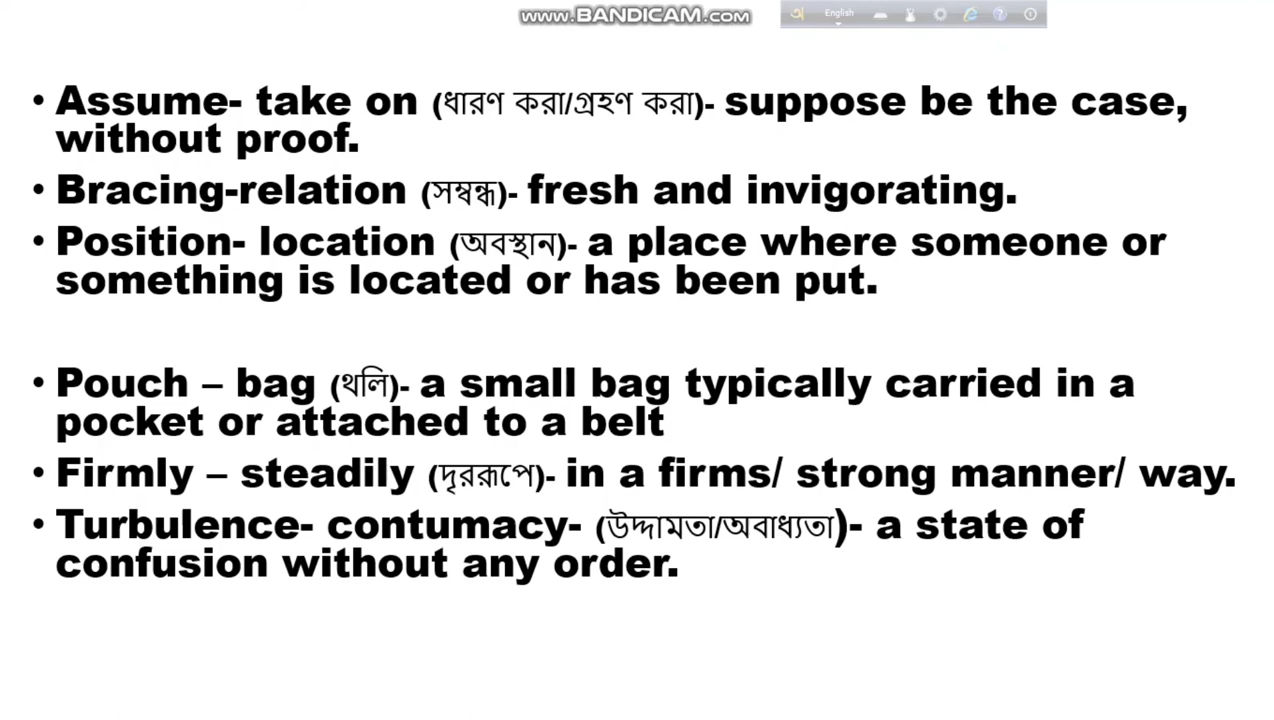 www.BANDICAM.com
অ English
• Assume- take on (ধারণ করা/গ্রহণ করা)- suppose be the case,
without proof.
• Bracing-relation (সম্বন্ধ)- fresh and invigorating.
• Position- location (অবস্থান)- a place where someone or
something is located or has been put.
• Pouch – bag (থলি)- a small bag typically carried in a
pocket or attached to a belt
• Firmly – steadily (দৃররূপে)- in a firms/ strong manner/ way.
• Turbulence- contumacy- (উদ্দামতা/অবাধ্যতা)- a state of
confusion without any order.